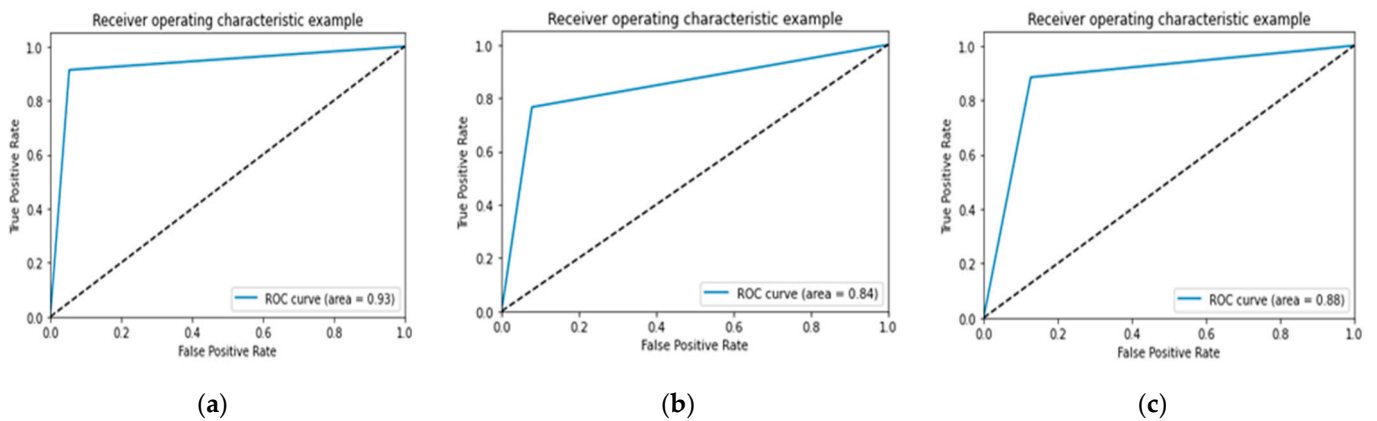 Receiver operating characteristic example
1.0
0.8
0.6
0.4
0.2
0.0
True Positive Rate
ROC curve (area = 0.93)
0.0 0.2 0.4 0.6 0.8 1.0
False Positive Rate
(a)
Receiver operating characteristic example
1.0
0.8
0.6
0.4
0.2
0.0
True Positive Rate
ROC curve (area = 0.84)
0.0 0.2 0.4 0.6 0.8 1.0
False Positive Rate
(b)
Receiver operating characteristic example
1.0
0.8
0.6
0.4
0.2
0.0
True Positive Rate
ROC curve (area = 0.88)
0.0 0.2 0.4 0.6 0.8 1.0
False Positive Rate
(c)